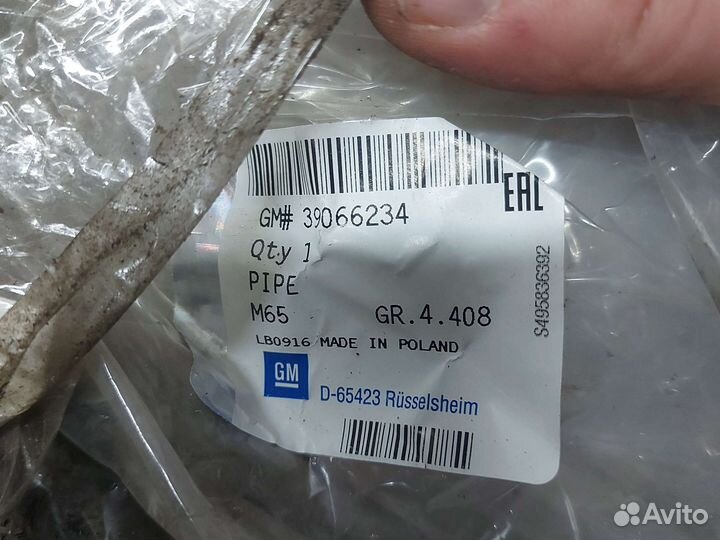 EAC
GM# 39066234
Qty 1
PIPE
M65 GR.4.408
LB0916 MADE IN POLAND
GM
D-65423 Rüsselsheim
S495836392
Avito